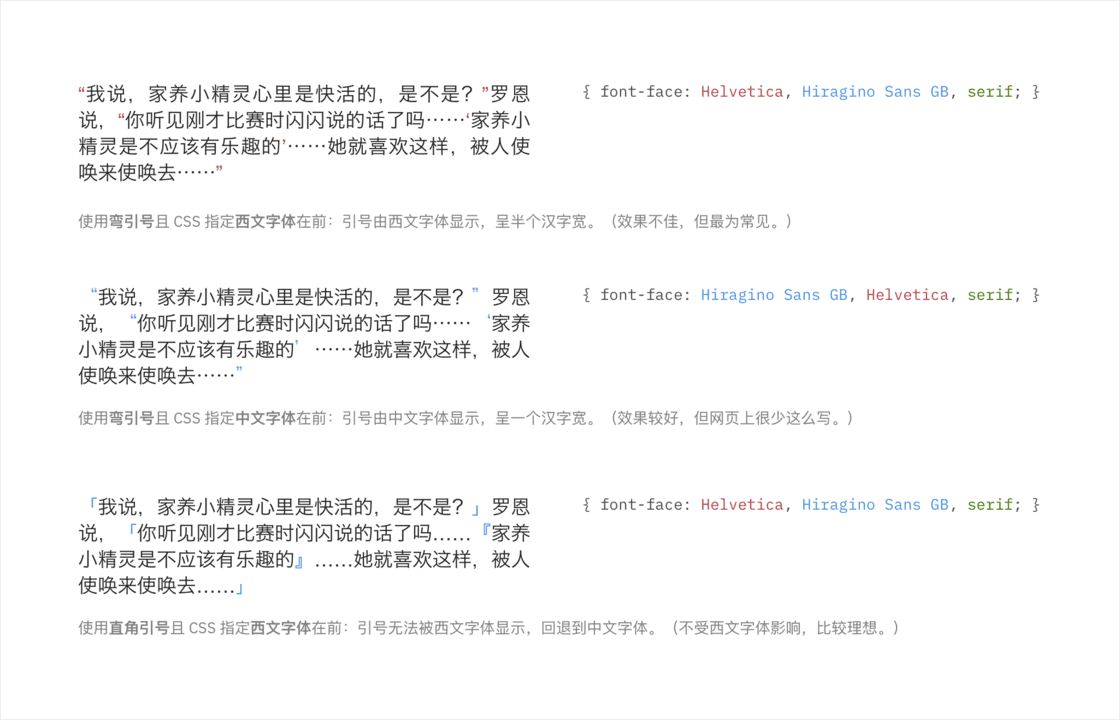 “我说，家养小精灵心里是快活的，是不是？”罗恩
说，“你听见刚才比赛时闪闪说的话了吗……‘家养小
精灵是不应该有乐趣的’……她就喜欢这样，被人使
唤来使唤去……”
{ font-face: Helvetica, Hiragino Sans GB, serif; }
使用弯引号且 CSS 指定西文字体在前：引号由西文字体显示，呈半个汉字宽。（效果不佳，但最为常见。）
“我说，家养小精灵心里是快活的，是不是？”罗恩
说，“你听见刚才比赛时闪闪说的话了吗……‘家养
小精灵是不应该有乐趣的’……她就喜欢这样，被人
使唤来使唤去……”
{ font-face: Hiragino Sans GB, Helvetica, serif; }
使用弯引号且 CSS 指定中文字体在前：引号由中文字体显示，呈一个汉字宽。（效果较好，但网页上很少这么写。）
「我说，家养小精灵心里是快活的，是不是？」罗恩
说，「你听见刚才比赛时闪闪说的话了吗……『家养
小精灵是不应该有乐趣的』……她就喜欢这样，被人
使唤来使唤去……」
{ font-face: Helvetica, Hiragino Sans GB, serif; }
使用直角引号且 CSS 指定西文字体在前：引号无法被西文字体显示，回退到中文字体。（不受西文字体影响，比较理想。）